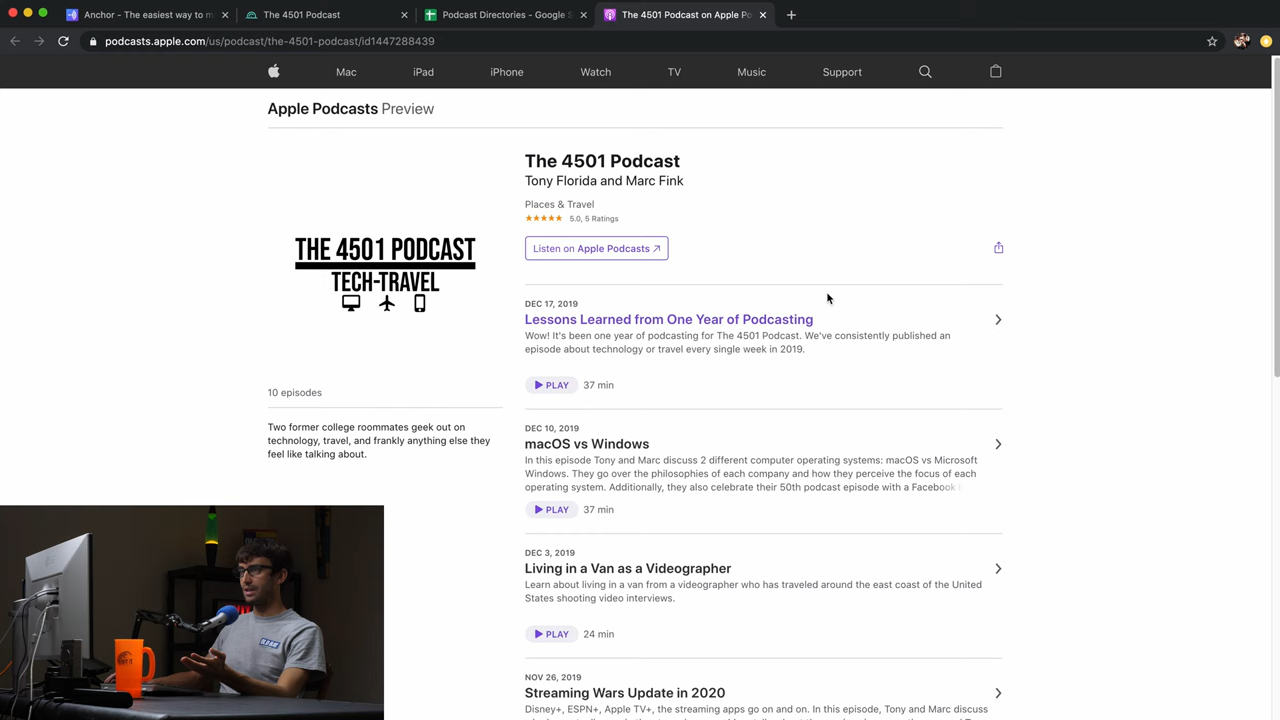 Anchor - The easiest way to m
The 4501 Podcast
Podcast Directories - Google S
The 4501 Podcast on Apple Po
podcasts.apple.com/us/podcast/the-4501-podcast/id1447288439
Mac iPad iPhone Watch TV Music Support
Apple Podcasts Preview
THE 4501 PODCAST
TECH-TRAVEL
10 episodes
Two former college roommates geek out on
technology, travel, and frankly anything else they
feel like talking about.
The 4501 Podcast
Tony Florida and Marc Fink
Places & Travel
★★★★★ 5.0, 5 Ratings
Listen on Apple Podcasts ↗
DEC 17, 2019
Lessons Learned from One Year of Podcasting
Wow! It's been one year of podcasting for The 4501 Podcast. We've consistently published an
episode about technology or travel every single week in 2019.
PLAY 37 min
DEC 10, 2019
macOS vs Windows
In this episode Tony and Marc discuss 2 different computer operating systems: macOS vs Microsoft
Windows. They go over the philosophies of each company and how they perceive the focus of each
operating system. Additionally, they also celebrate their 50th podcast episode with a Facebook
PLAY 37 min
DEC 3, 2019
Living in a Van as a Videographer
Learn about living in a van from a videographer who has traveled around the east coast of the United
States shooting video interviews.
PLAY 24 min
NOV 26, 2019
Streaming Wars Update in 2020
Disney+, ESPN+, Apple TV+, the streaming apps go on and on. In this episode, Tony and Marc discuss